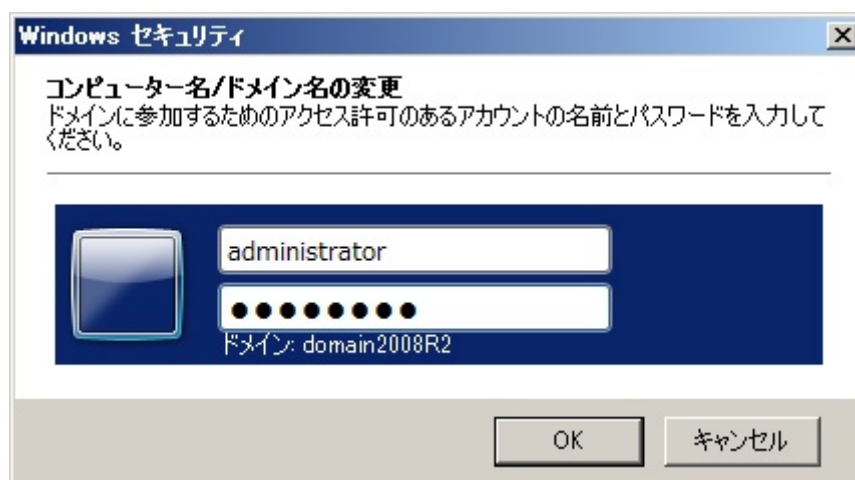 Windows セキュリティ
コンピューター名/ドメイン名の変更
ドメインに参加するためのアクセス許可のあるアカウントの名前とパスワードを入力して
ください。
administrator
●●●●●●●●
ドメイン: domain2008R2
OK
キャンセル